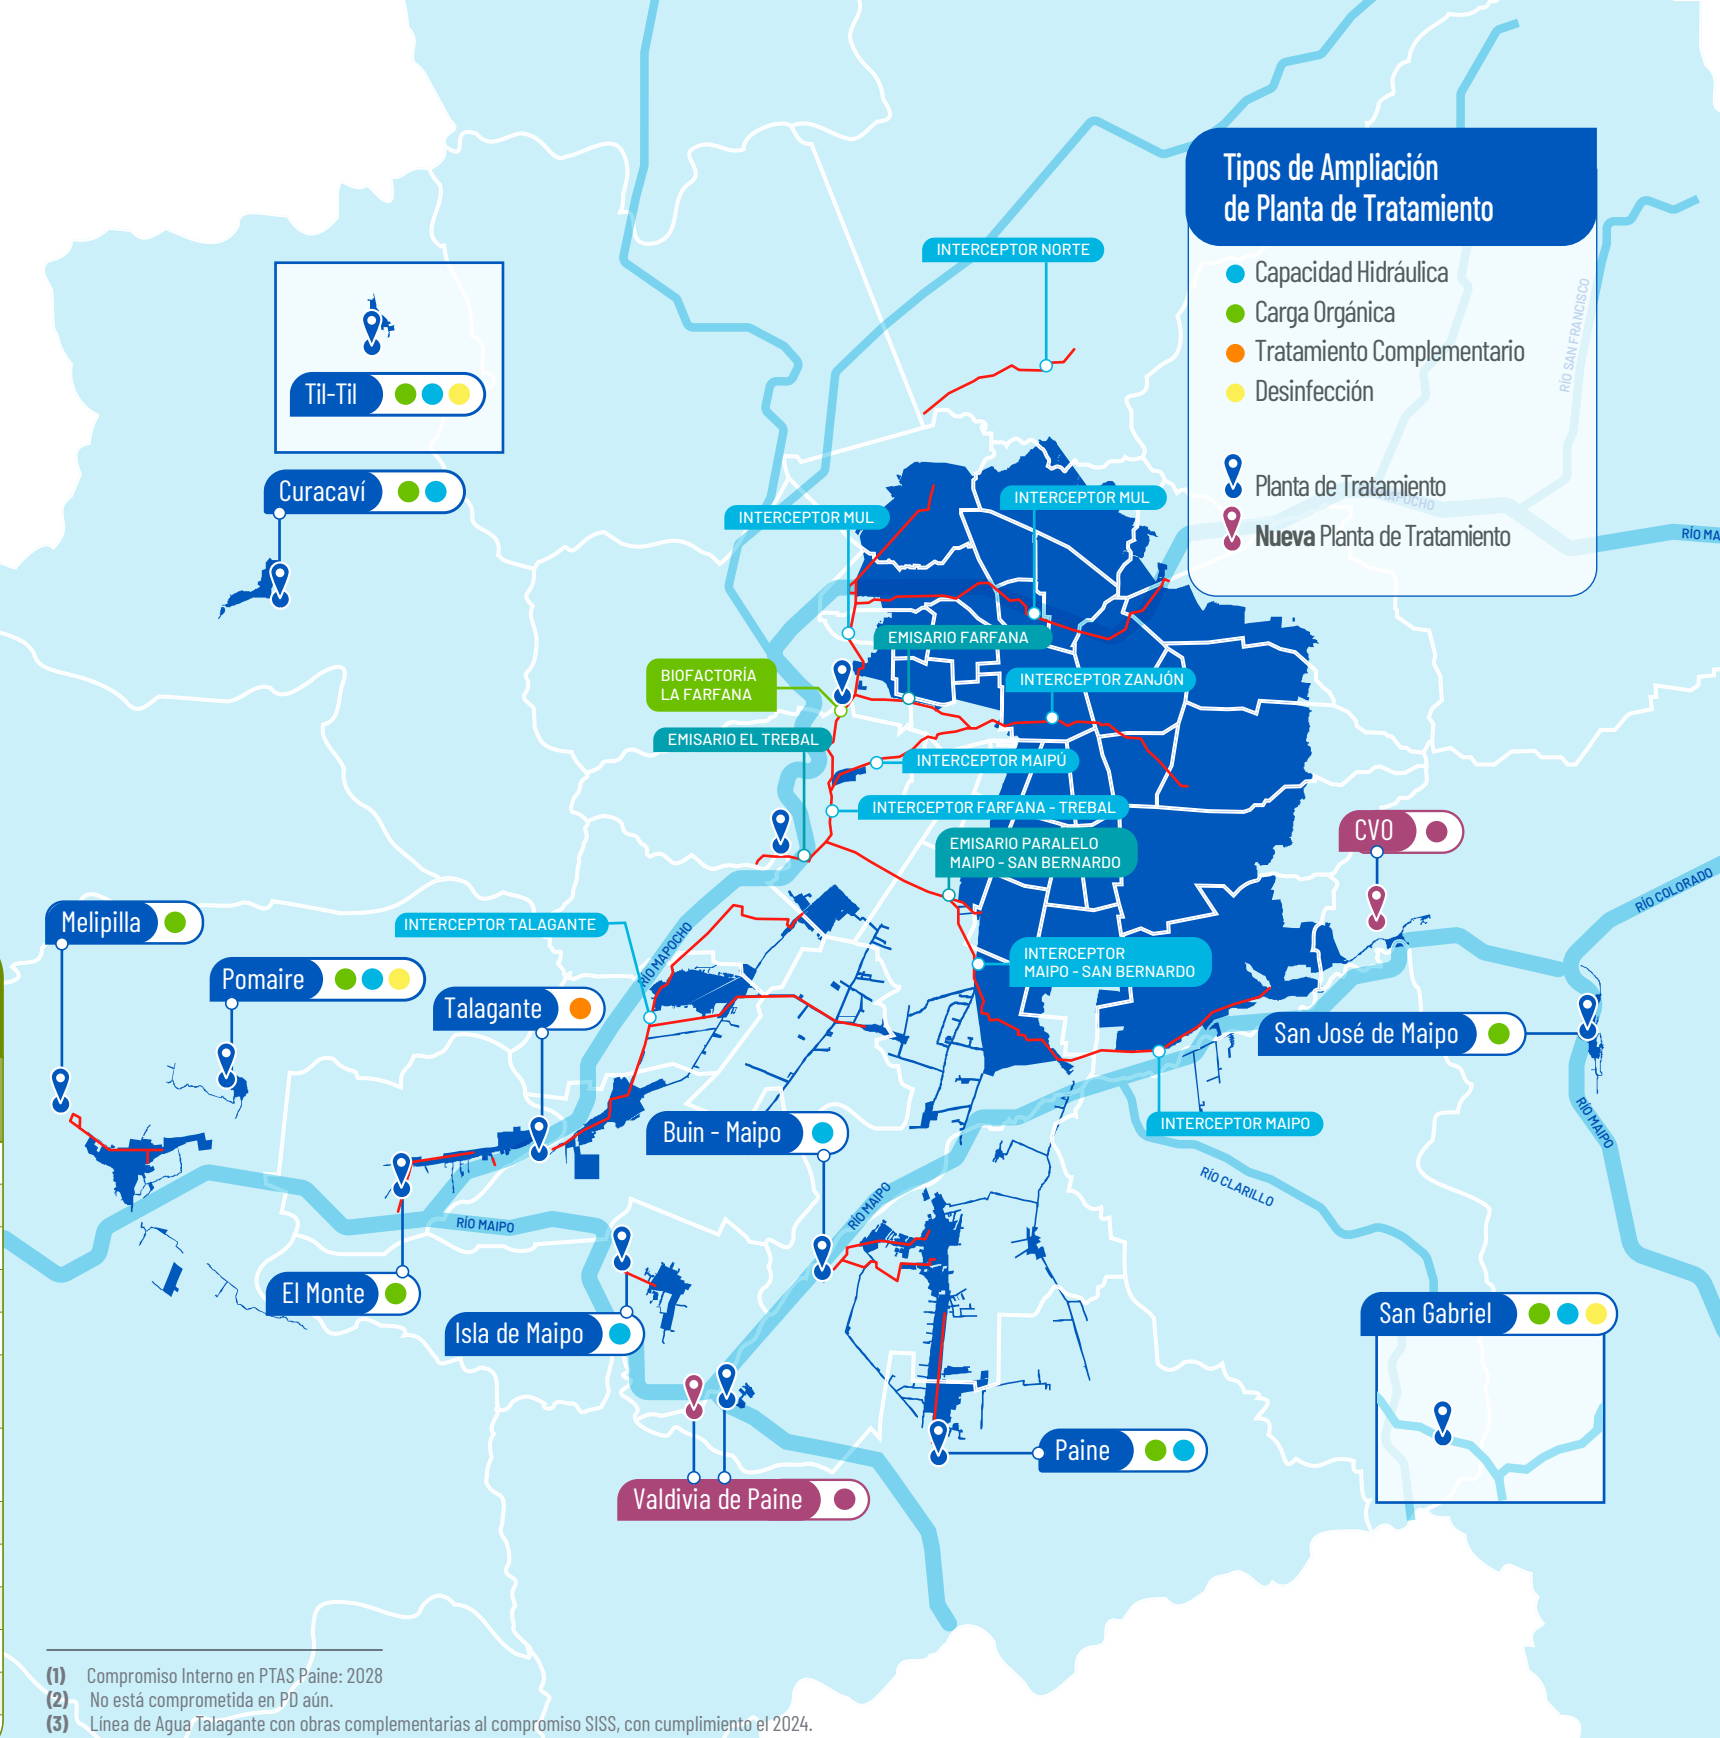 Tipos de Ampliación
de Planta de Tratamiento
Capacidad Hidráulica
Carga Orgánica
Tratamiento Complementario
Desinfección
Planta de Tratamiento
Nueva Planta de Tratamiento
RÍO SAN FRANCISCO
RÍO MA
INTERCEPTOR NORTE
Til-Til
Curacaví
INTERCEPTOR MUL
INTERCEPTOR MUL
EMISARIO FARFANA
BIOFACTORÍA
LA FARFANA
INTERCEPTOR ZANJÓN
EMISARIO EL TREBAL
INTERCEPTOR MAIPÚ
INTERCEPTOR FARFANA - TREBAL
EMISARIO PARALELO
MAIPO - SAN BERNARDO
CVO
RÍO COLORADO
Melipilla
INTERCEPTOR TALAGANTE
RÍO MAPOCHO
INTERCEPTOR
MAIPO - SAN BERNARDO
Pomaire
Talagante
San José de Maipo
RÍO MAIPO
INTERCEPTOR MAIPO
Buin - Maipo
RÍO CLARILLO
RÍO MAIPO
RÍO MAIPO
El Monte
Isla de Maipo
San Gabriel
Paine
Valdivia de Paine
(1) Compromiso Interno en PTAS Paine: 2028
(2) No está comprometida en PD aún.
(3) Línea de Agua Talagante con obras complementarias al compromiso SISS, con cumplimiento el 2024.